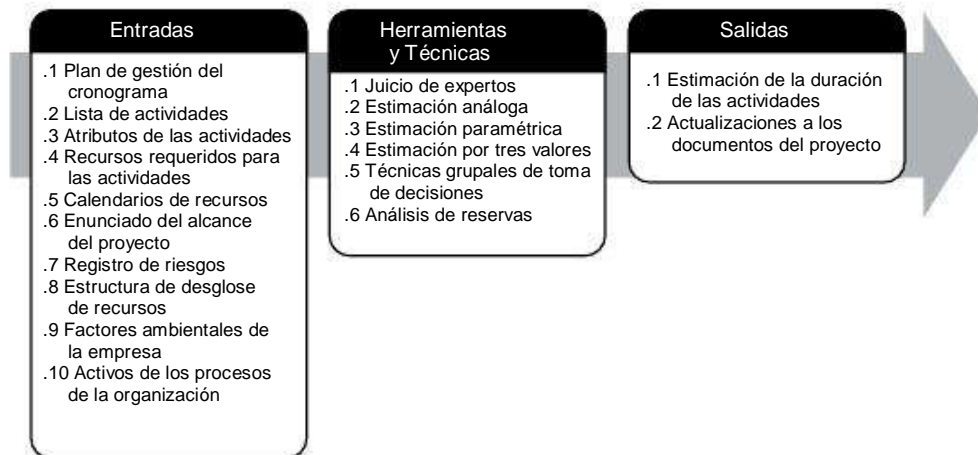 Entradas
.1 Plan de gestión del
cronograma
.2 Lista de actividades
.3 Atributos de las actividades
.4 Recursos requeridos para
las actividades
.5 Calendarios de recursos
.6 Enunciado del alcance
del proyecto
.7 Registro de riesgos
.8 Estructura de desglose
de recursos
.9 Factores ambientales de
la empresa
.10 Activos de los procesos
de la organización
Herramientas
y Técnicas
.1 Juicio de expertos
.2 Estimación análoga
.3 Estimación paramétrica
.4 Estimación por tres valores
.5 Técnicas grupales de toma
de decisiones
.6 Análisis de reservas
Salidas
.1 Estimación de la duración
de las actividades
.2 Actualizaciones a los
documentos del proyecto